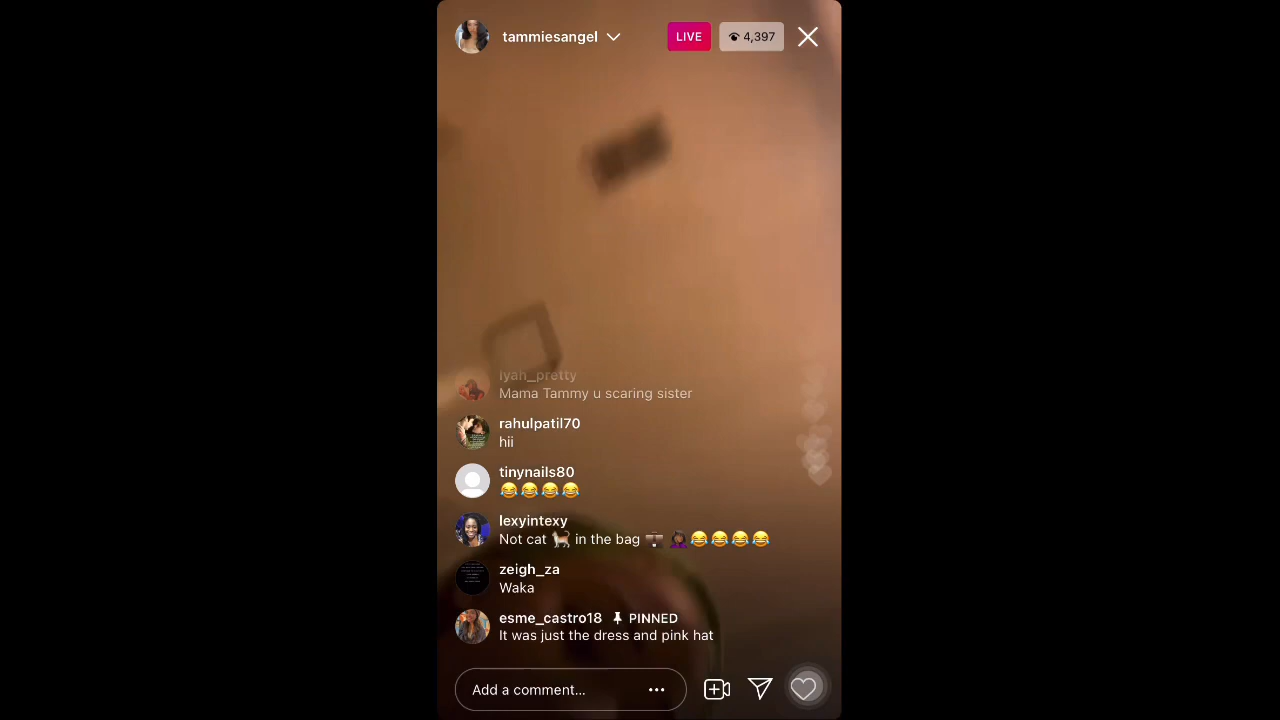 tammiesangel
LIVE
4,397
lyah_pretty
Mama Tammy u scaring sister
rahulpatil70
hii
tinynails80
😂😂😂😂
lexyintexy
Not cat 🐈 in the bag 💼 🤦🏾‍♀️😂😂😂😂
zeigh_za
Waka
esme_castro18 PINNED
It was just the dress and pink hat
Add a comment...